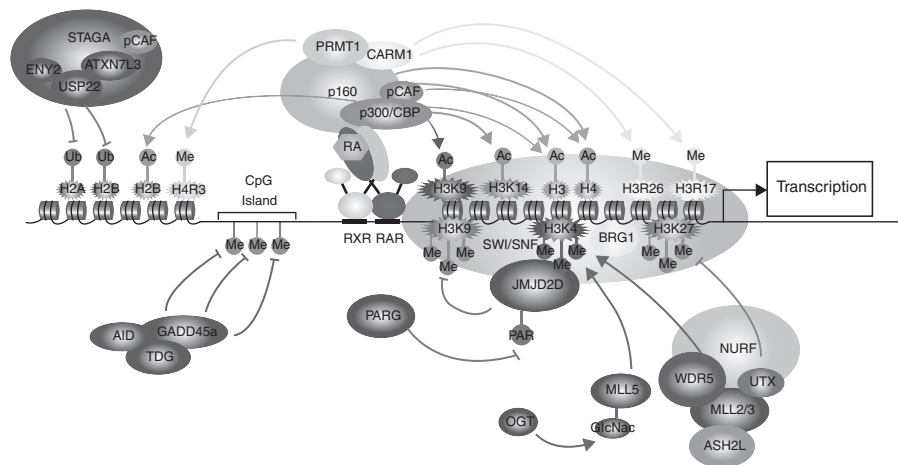 STAGA
pCAF
ENY2
ATXN7L3
USP22
PRMT1
CARM1
p160
pCAF
p300/CBP
RA
Ub
Ub
Ac
Me
Ac
Ac
Ac
Ac
Me
Me
H2A
H2B
H2B
H4R3
CpG
Island
H3K9
H3K14
H3
H4
H3R26
H3R17
Transcription
RXR
RAR
H3K9
SWI/SNF
H3K4
BRG1
H3K27
Me
Me
Me
Me
Me
Me
Me
Me
Me
Me
Me
Me
JMJD2D
PARG
PAR
AID
GADD45a
TDG
NURF
WDR5
UTX
MLL5
MLL2/3
OGT
GlcNac
ASH2L